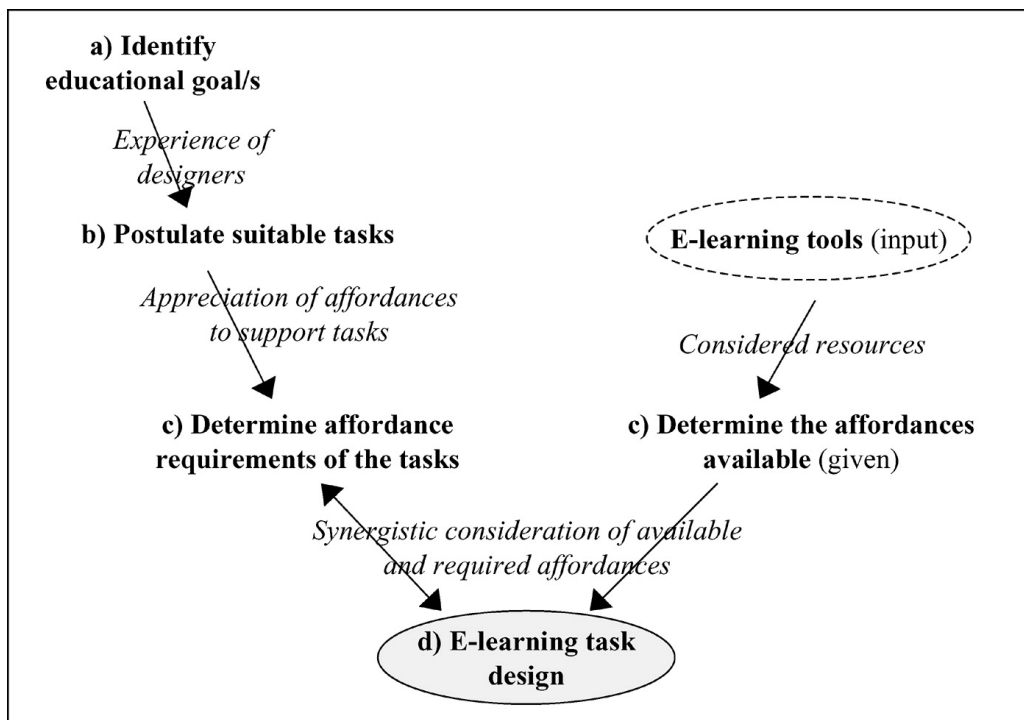 a) Identify
educational goal/s
Experience of
designers
b) Postulate suitable tasks
E-learning tools (input)
Appreciation of affordances
to support tasks
Considered resources
c) Determine affordance
requirements of the tasks
c) Determine the affordances
available (given)
Synergistic consideration of available
and required affordances
d) E-learning task
design